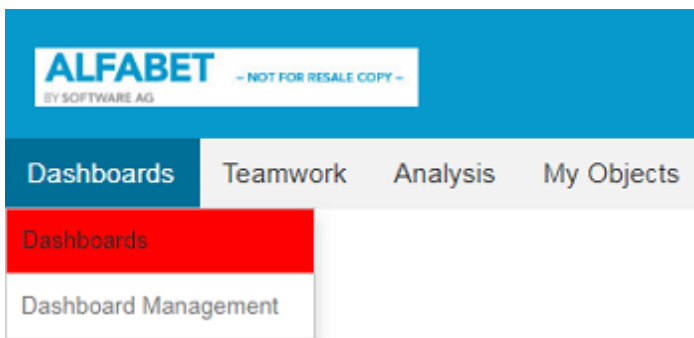 ALFABET – NOT FOR RESALE COPY –
BY SOFTWARE AG
Dashboards Teamwork Analysis My Objects
Dashboards
Dashboard Management